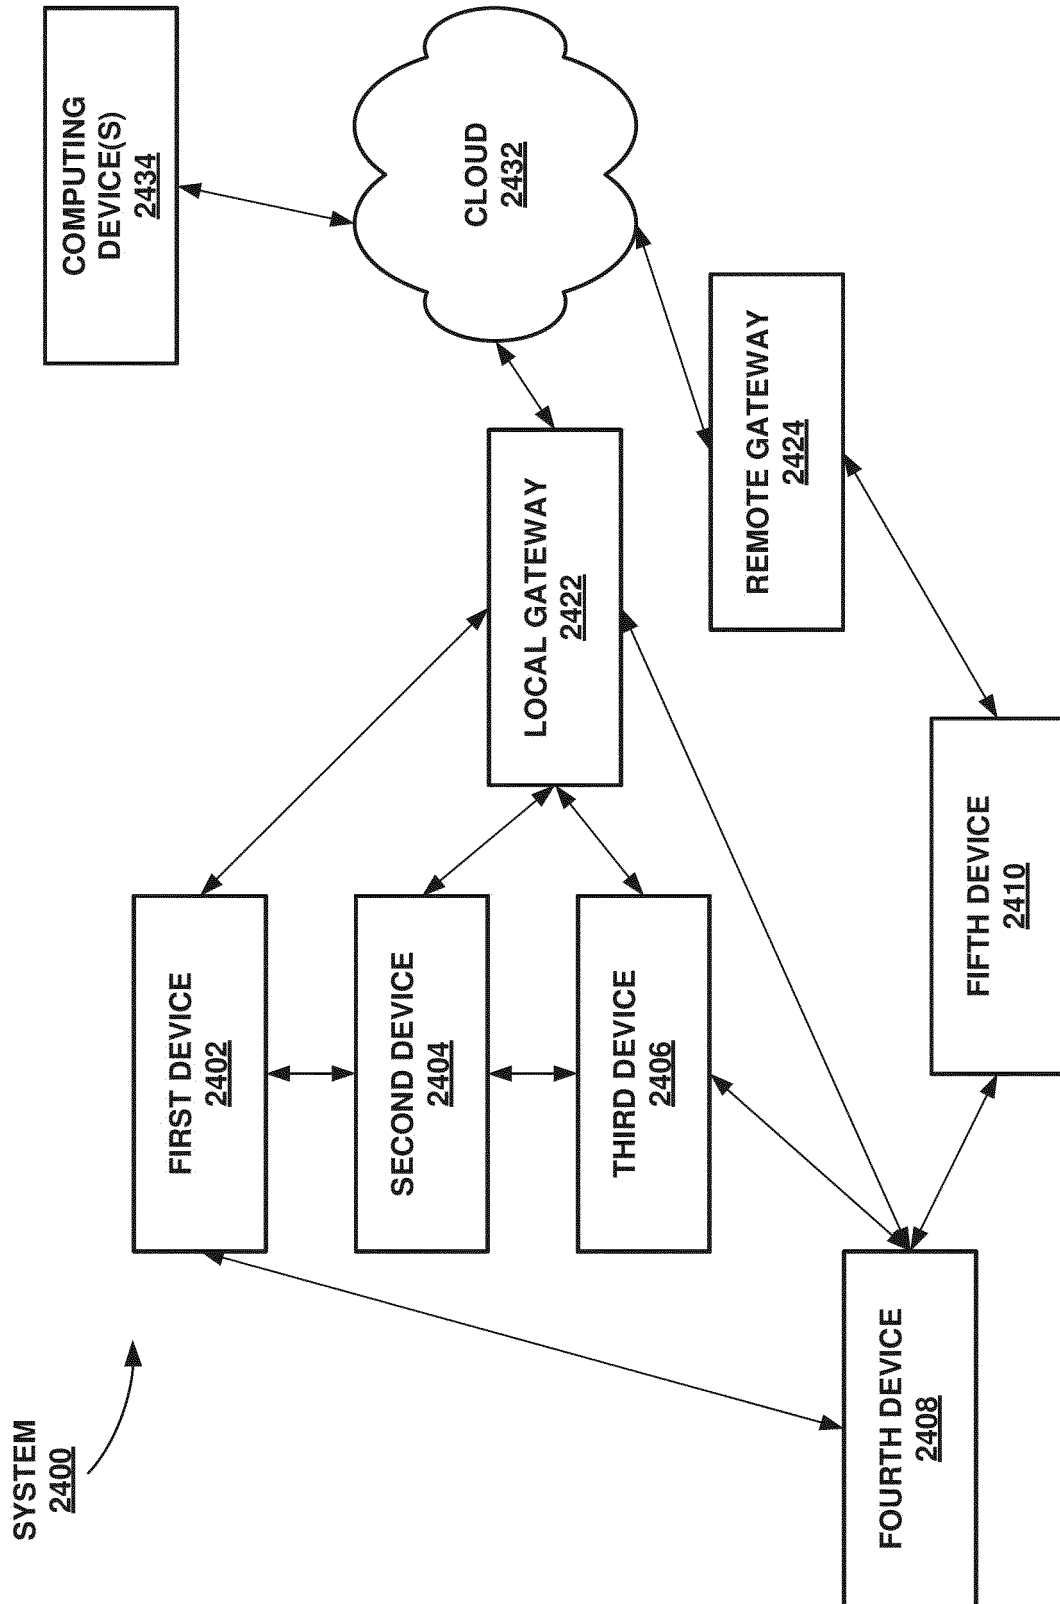 SYSTEM
2400
FIRST DEVICE
2402
SECOND DEVICE
2404
THIRD DEVICE
2406
FOURTH DEVICE
2408
FIFTH DEVICE
2410
LOCAL GATEWAY
2422
REMOTE GATEWAY
2424
CLOUD
2432
COMPUTING
DEVICE(S)
2434